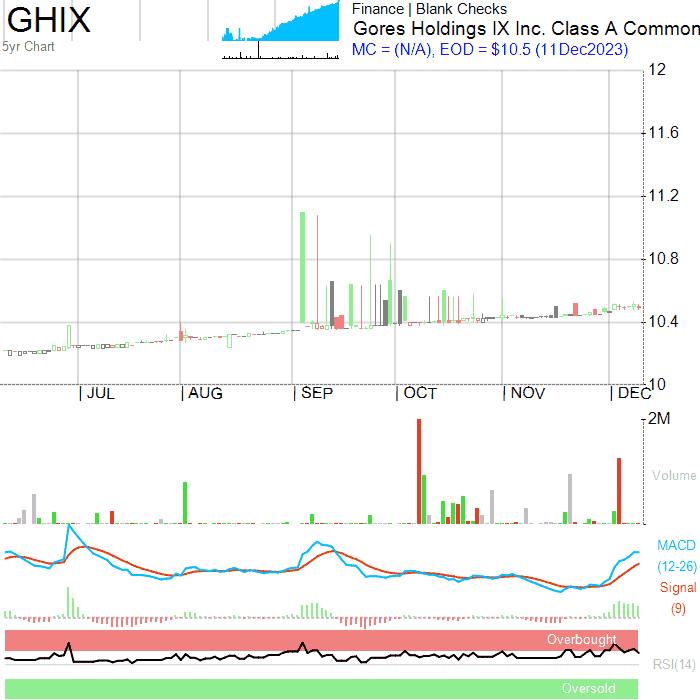 GHIX
5yr Chart
Finance | Blank Checks
Gores Holdings IX Inc. Class A Common
MC = (N/A), EOD = $10.5 (11Dec2023)
12
11.6
11.2
10.8
10.4
10
| JUL
| AUG
| SEP
| OCT
| NOV
| DEC
2M
Volume
MACD
(12-26)
Signal
(9)
Overbought
RSI(14)
Oversold